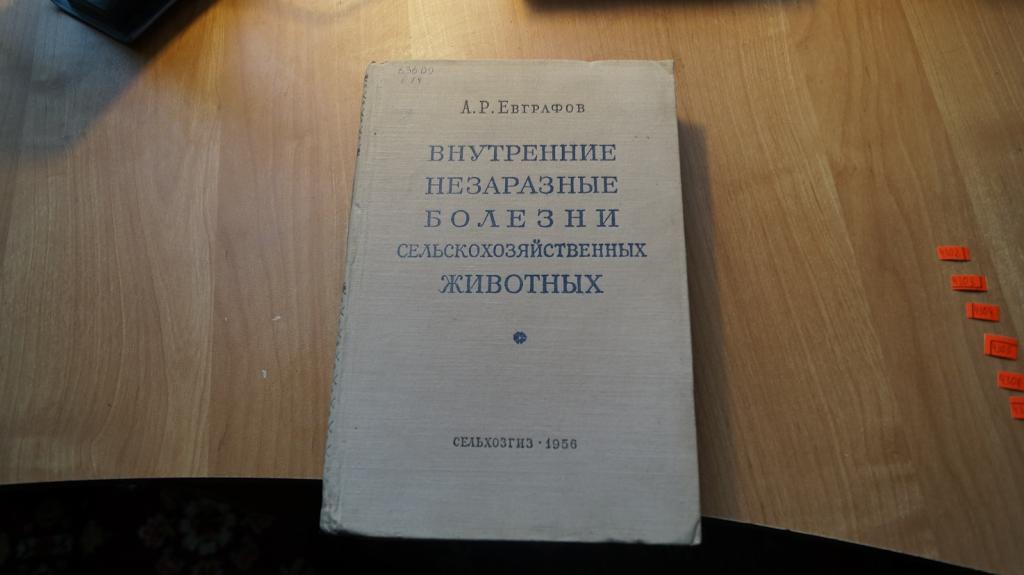 А.Р.Евграфов
ВНУТРЕННИЕ
НЕЗАРАЗНЫЕ
БОЛЕЗНИ
СЕЛЬСКОХОЗЯЙСТВЕННЫХ
ЖИВОТНЫХ
СЕЛЬХОЗГИЗ · 1956